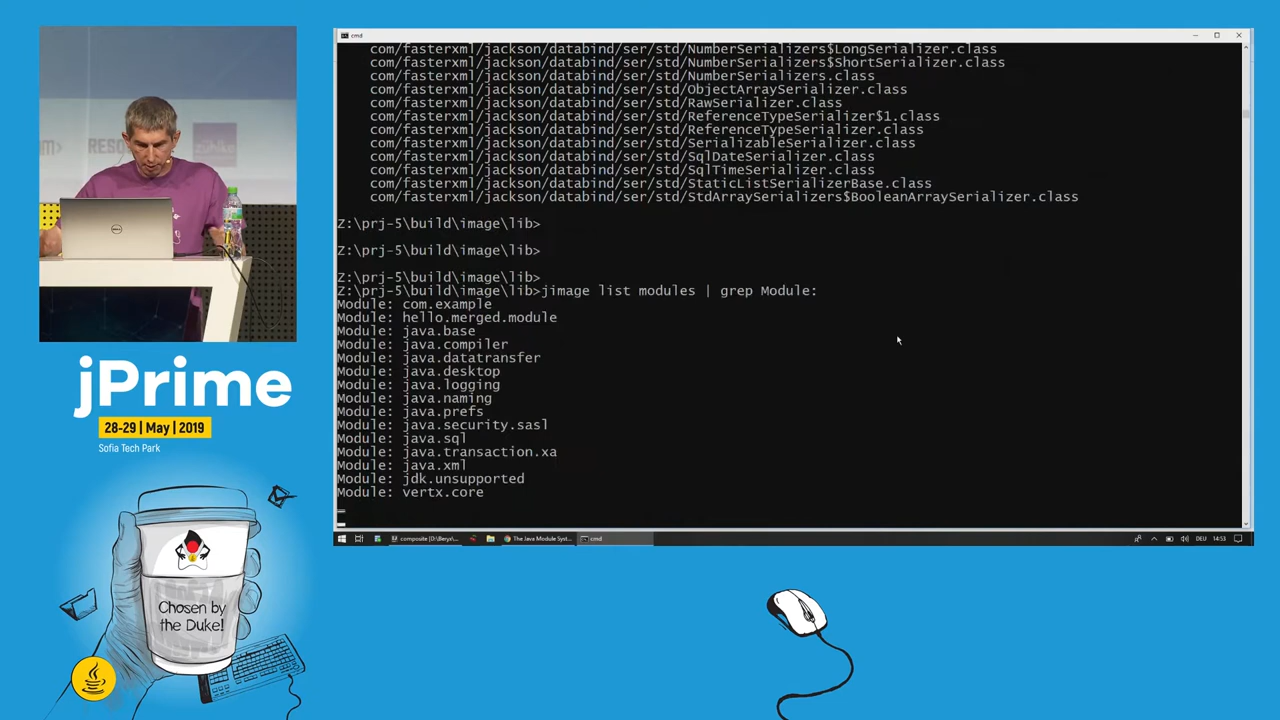 cmd
com/fasterxml/jackson/databind/ser/std/NumberSerializers$LongSerializer.class
com/fasterxml/jackson/databind/ser/std/NumberSerializers$ShortSerializer.class
com/fasterxml/jackson/databind/ser/std/NumberSerializers.class
com/fasterxml/jackson/databind/ser/std/ObjectArraySerializer.class
com/fasterxml/jackson/databind/ser/std/RawSerializer.class
com/fasterxml/jackson/databind/ser/std/ReferenceTypeSerializer$1.class
com/fasterxml/jackson/databind/ser/std/ReferenceTypeSerializer.class
com/fasterxml/jackson/databind/ser/std/SerializableSerializer.class
com/fasterxml/jackson/databind/ser/std/SqlDateSerializer.class
com/fasterxml/jackson/databind/ser/std/SqlTimeSerializer.class
com/fasterxml/jackson/databind/ser/std/StaticListSerializerBase.class
com/fasterxml/jackson/databind/ser/std/StdArraySerializers$BooleanArraySerializer.class
Z:\prj-5\build\image\lib>
Z:\prj-5\build\image\lib>
Z:\prj-5\build\image\lib>
Z:\prj-5\build\image\lib>jimage list modules | grep Module:
Module: com.example
Module: hello.merged.module
Module: java.base
Module: java.compiler
Module: java.datatransfer
Module: java.desktop
Module: java.logging
Module: java.naming
Module: java.prefs
Module: java.security.sasl
Module: java.sql
Module: java.transaction.xa
Module: java.xml
Module: jdk.unsupported
Module: vertx.core
The Java Module Syst...
cmd
DEU
14:53
jPrime
28-29 | May | 2019
Sofia Tech Park
Chosen by
the Duke!